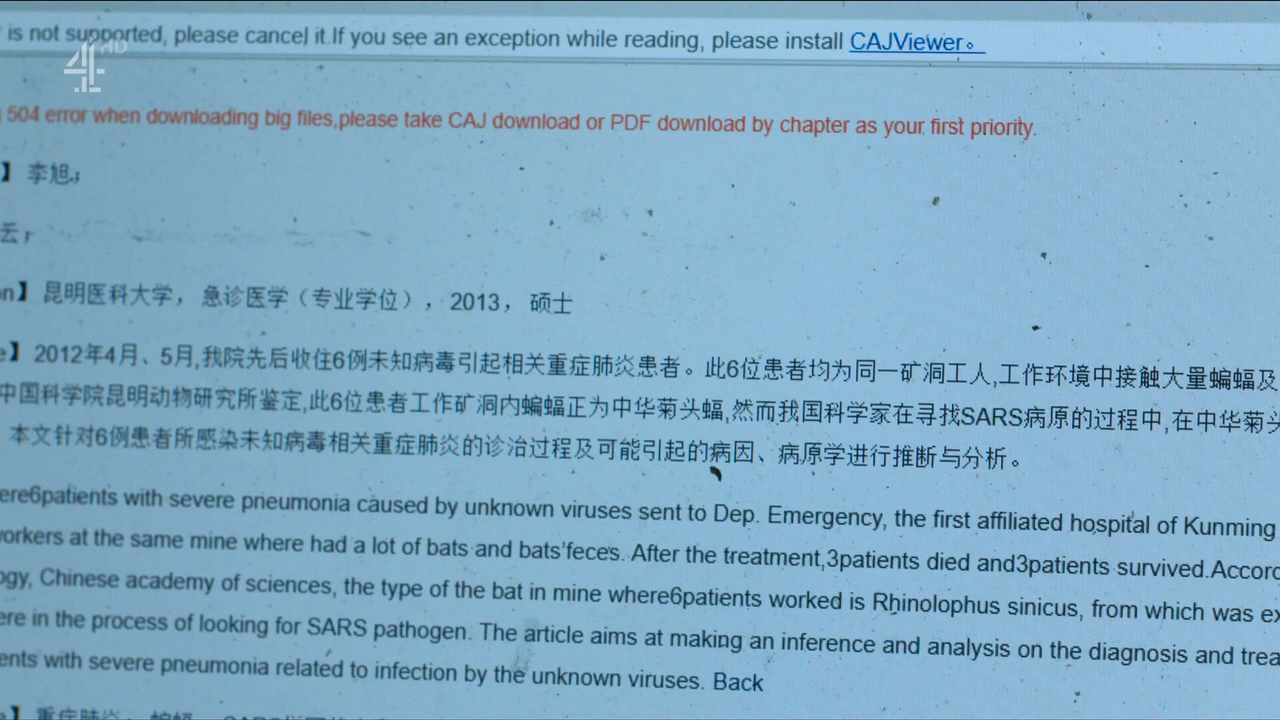 is not supported, please cancel it.If you see an exception while reading, please install CAJViewer。
4HD
504 error when downloading big files,please take CAJ download or PDF download by chapter as your first priority.
】 李旭;
云;
on】 昆明医科大学， 急诊医学（专业学位）， 2013， 硕士
e】 2012年4月、5月,我院先后收住6例未知病毒引起相关重症肺炎患者。此6位患者均为同一矿洞工人,工作环境中接触大量蝙蝠及
中国科学院昆明动物研究所鉴定,此6位患者工作矿洞内蝙蝠正为中华菊头蝠,然而我国科学家在寻找SARS病原的过程中,在中华菊头
本文针对6例患者所感染未知病毒相关重症肺炎的诊治过程及可能引起的病因、病原学进行推断与分析。
ere6patients with severe pneumonia caused by unknown viruses sent to Dep. Emergency, the first affiliated hospital of Kunming
workers at the same mine where had a lot of bats and bats'feces. After the treatment,3patients died and3patients survived.Accord
ogy, Chinese academy of sciences, the type of the bat in mine where6patients worked is Rhinolophus sinicus, from which was ex
ere in the process of looking for SARS pathogen. The article aims at making an inference and analysis on the diagnosis and trea
ents with severe pneumonia related to infection by the unknown viruses. Back